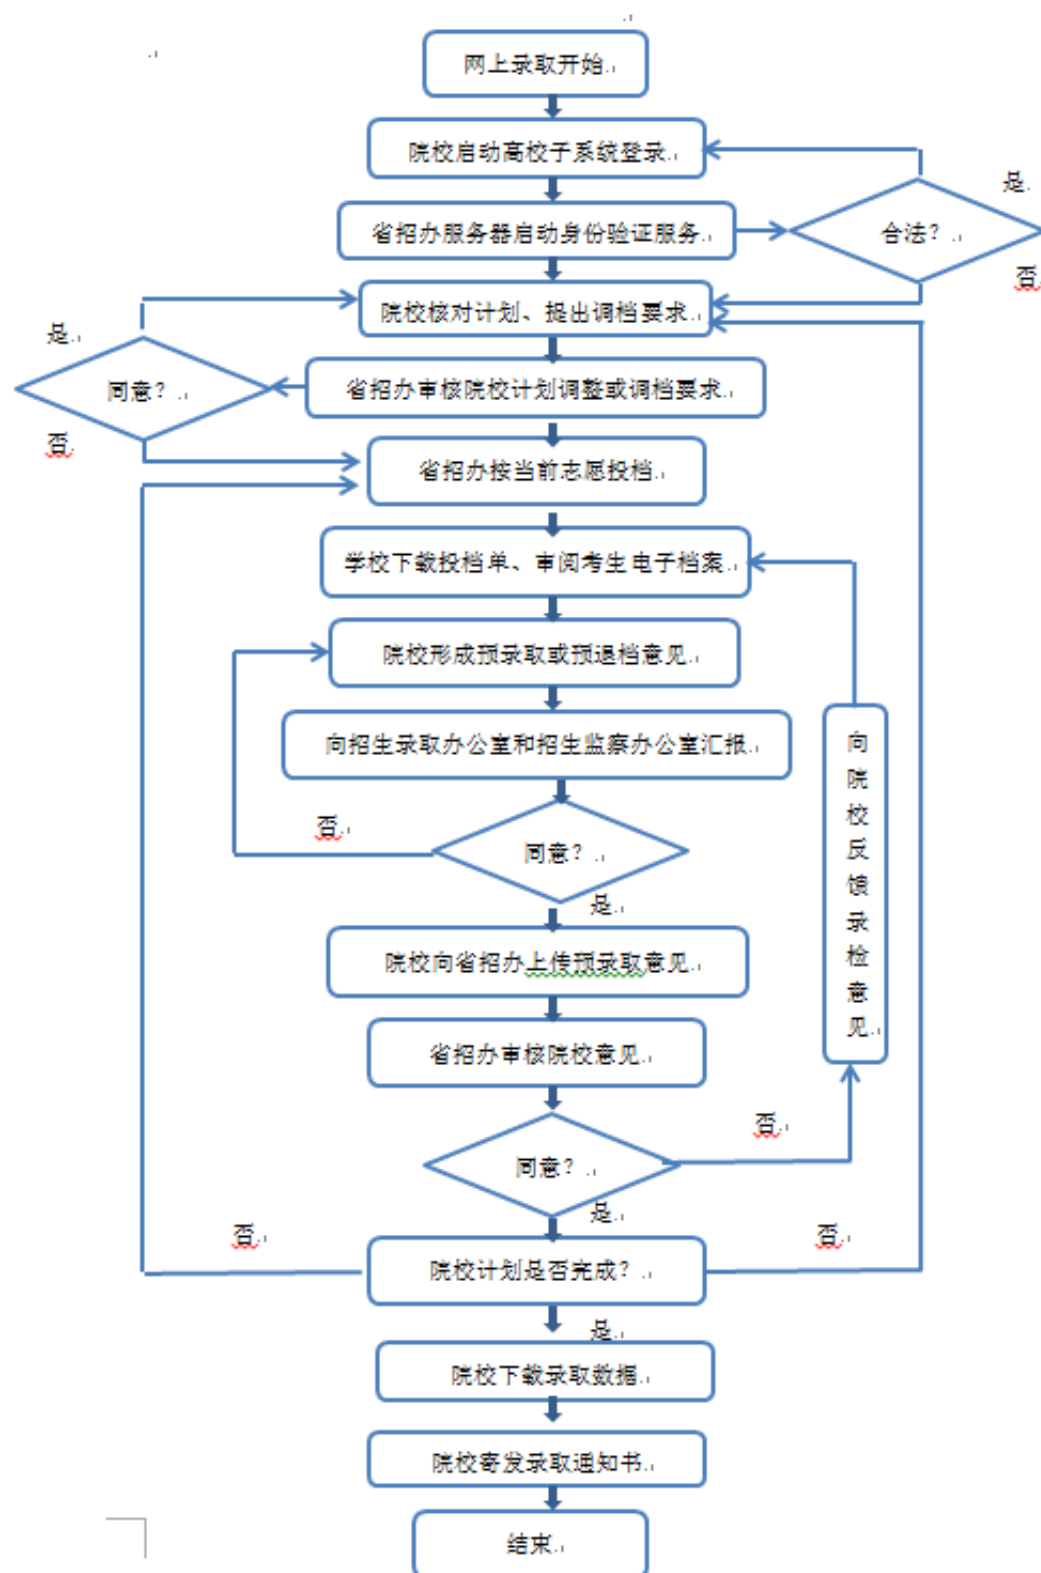 网上录取开始
院校启动高校子系统登录
是
省招办服务器启动身份验证服务
合法？
否
院校核对计划、提出调档要求
是
同意？
省招办审核院校计划调整或调档要求
否
省招办按当前志愿投档
学校下载投档单、审阅考生电子档案
院校形成预录取或预退档意见
向招生录取办公室和招生监察办公室汇报
向院校反馈录检意见
否
同意？
是
院校向省招办上传预录取意见
省招办审核院校意见
否
同意？
是
否
否
院校计划是否完成？
是
院校下载录取数据
院校寄发录取通知书
结束